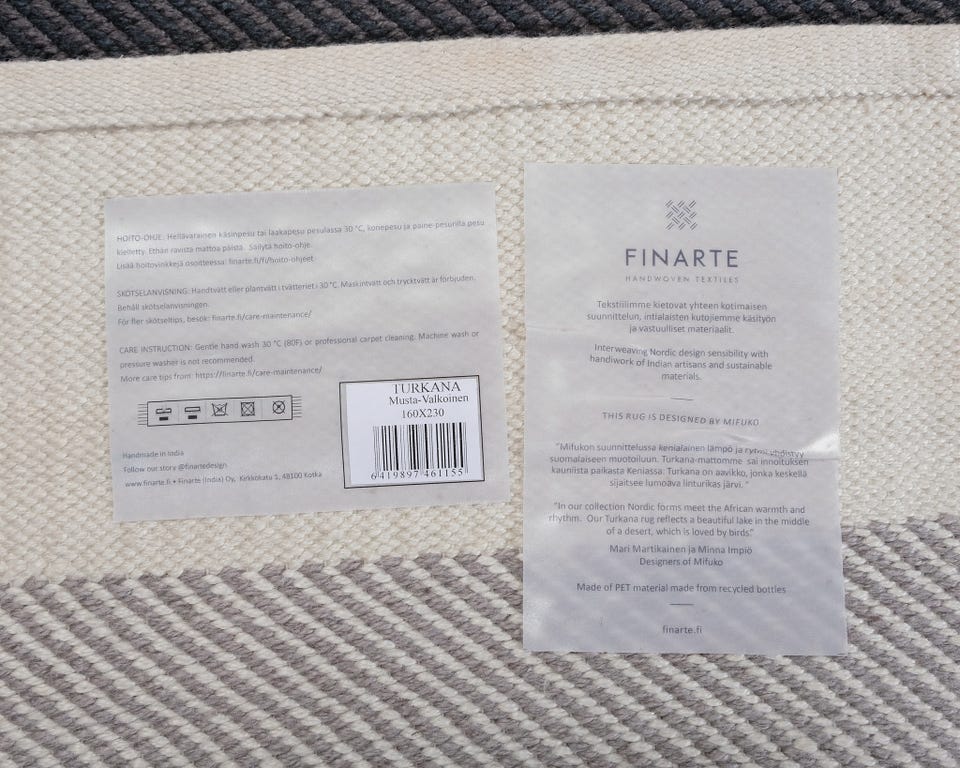 HOITO-OHJE: Hellävarainen käsinpesu tai laakapesu pesulassa 30 °C, konepesu ja paine-pesurilla pesu
kielletty. Ethän ravista mattoa päistä. Säilytä hoito-ohje.
Lisää hoitovinkkejä osoitteessa: finarte.fi/fi/hoito-ohjeet
SKÖTSELANVISNING: Handtvätt eller plantvätt i tvätteriet i 30 °C. Maskintvätt och trycktvätt är förbjuden.
Behåll skötselanvisningen.
För fler skötseltips, besök: finarte.fi/care-maintenance/
CARE INSTRUCTION: Gentle hand wash 30 °C (80F) or professional carpet cleaning. Machine wash or
pressure washer is not recommended.
More care tips from: https://finarte.fi/care-maintenance/
TURKANA
Musta-Valkoinen
160X230
6 419897 461155
Handmade in India
Follow our story @finartedesign
www.finarte.fi • Finarte (India) Oy, Kirkkokatu 1, 48100 Kotka
FINARTE
HANDWOVEN TEXTILES
Tekstiilimme kietovat yhteen kotimaisen
suunnittelun, intialaisten kutojiemme käsityön
ja vastuulliset materiaalit.
Interweaving Nordic design sensibility with
handiwork of Indian artisans and sustainable
materials.
THIS RUG IS DESIGNED BY MIFUKO
"Mifukon suunnittelussa kenialainen lämpö ja rytmi yhdistyy
suomalaiseen muotoiluun. Turkana-mattomme sai innoituksen
kauniista paikasta Keniassa. Turkana on aavikko, jonka keskellä
sijaitsee lumoava linturikas järvi. "
"In our collection Nordic forms meet the African warmth and
rhythm. Our Turkana rug reflects a beautiful lake in the middle
of a desert, which is loved by birds."
Mari Martikainen ja Minna Impiö
Designers of Mifuko
Made of PET material made from recycled bottles
finarte.fi